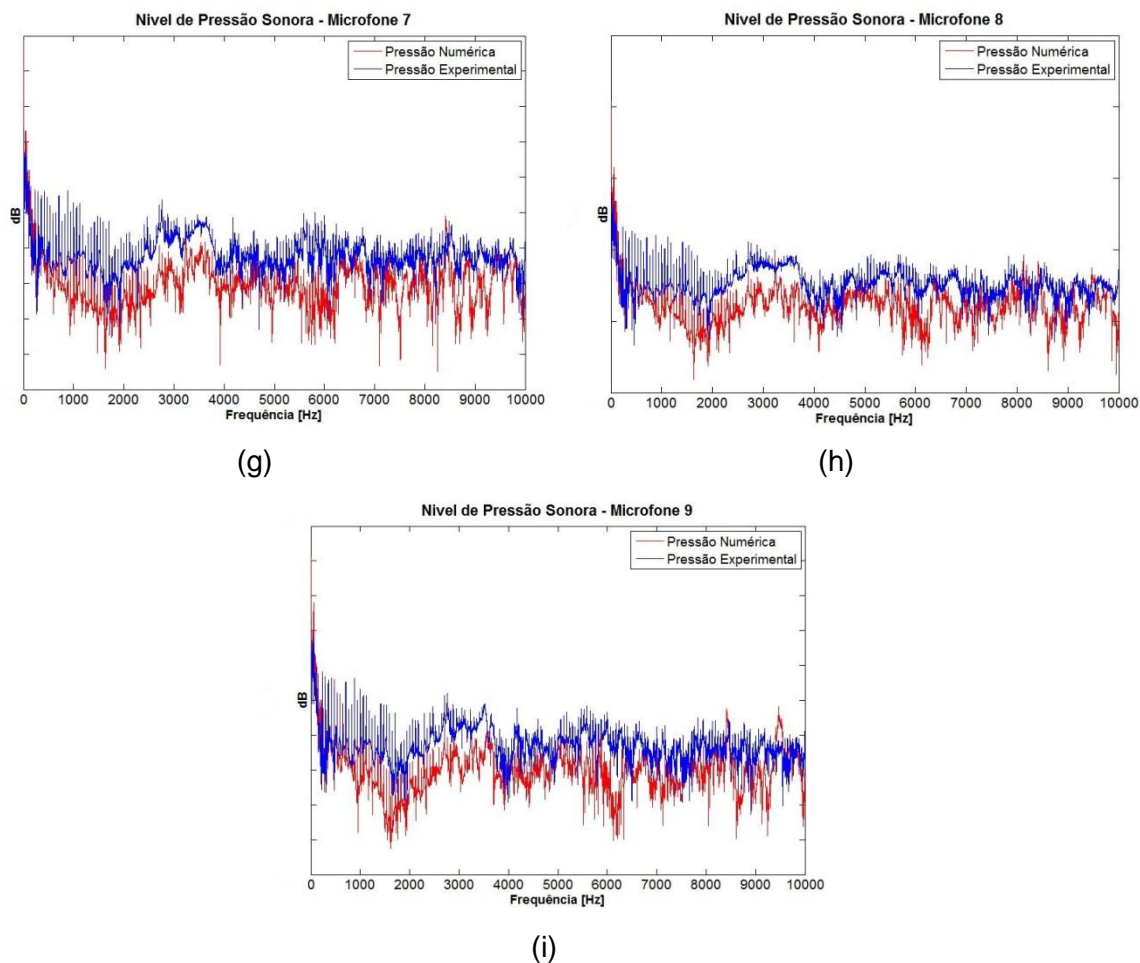 Nivel de Pressão Sonora - Microfone 7
Pressão Numérica
Pressão Experimental
dB
0 1000 2000 3000 4000 5000 6000 7000 8000 9000 10000
Frequência [Hz]
(g)
Nivel de Pressão Sonora - Microfone 8
Pressão Numérica
Pressão Experimental
dB
0 1000 2000 3000 4000 5000 6000 7000 8000 9000 10000
Frequência [Hz]
(h)
Nivel de Pressão Sonora - Microfone 9
Pressão Numérica
Pressão Experimental
dB
0 1000 2000 3000 4000 5000 6000 7000 8000 9000 10000
Frequência [Hz]
(i)